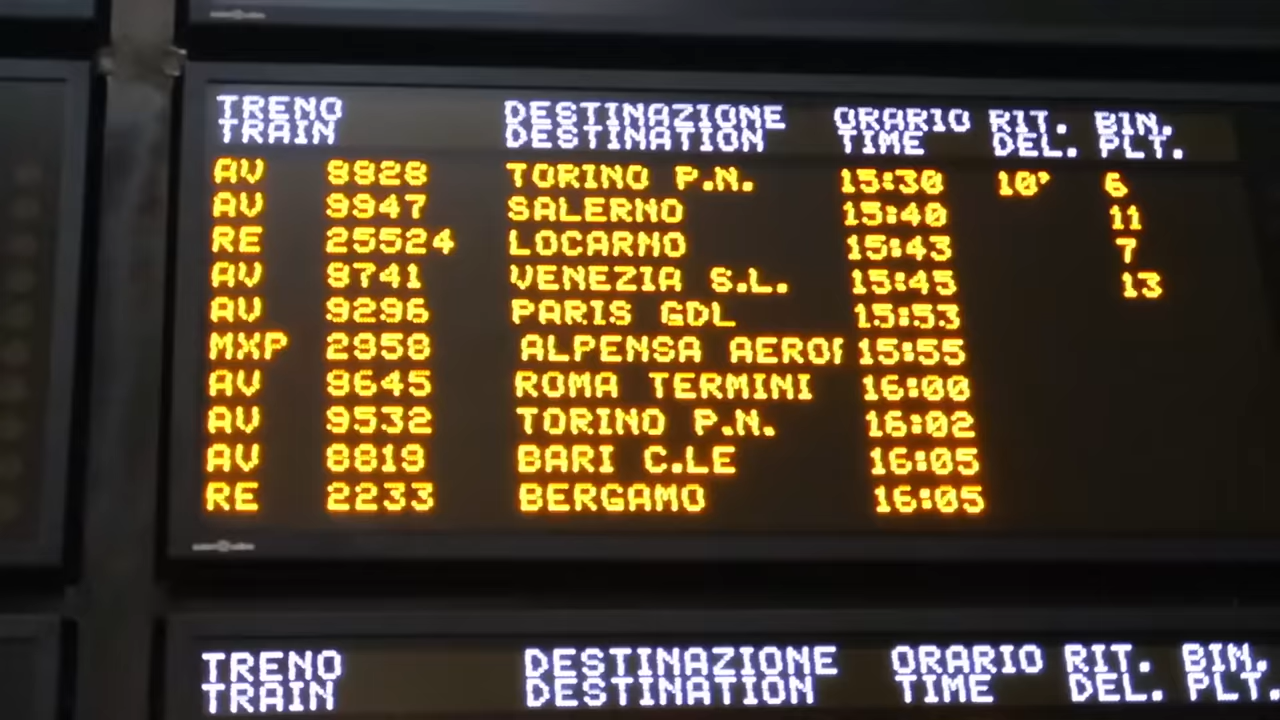 TRENO DESTINAZIONE ORARIO RIT. BIN.
TRAIN DESTINATION TIME DEL. PLT.
AV 9928 TORINO P.N. 15:30 10' 6
AV 9947 SALERNO 15:40 11
RE 25524 LOCARNO 15:43 7
AV 9741 VENEZIA S.L. 15:45 13
AV 9296 PARIS GDL 15:53
MXP 2958 ALPENSA AEROP 15:55
AV 9645 ROMA TERMINI 16:00
AV 9532 TORINO P.N. 16:02
AV 8819 BARI C.LE 16:05
RE 2233 BERGAMO 16:05
TRENO DESTINAZIONE ORARIO RIT. BIN.
TRAIN DESTINATION TIME DEL. PLT.